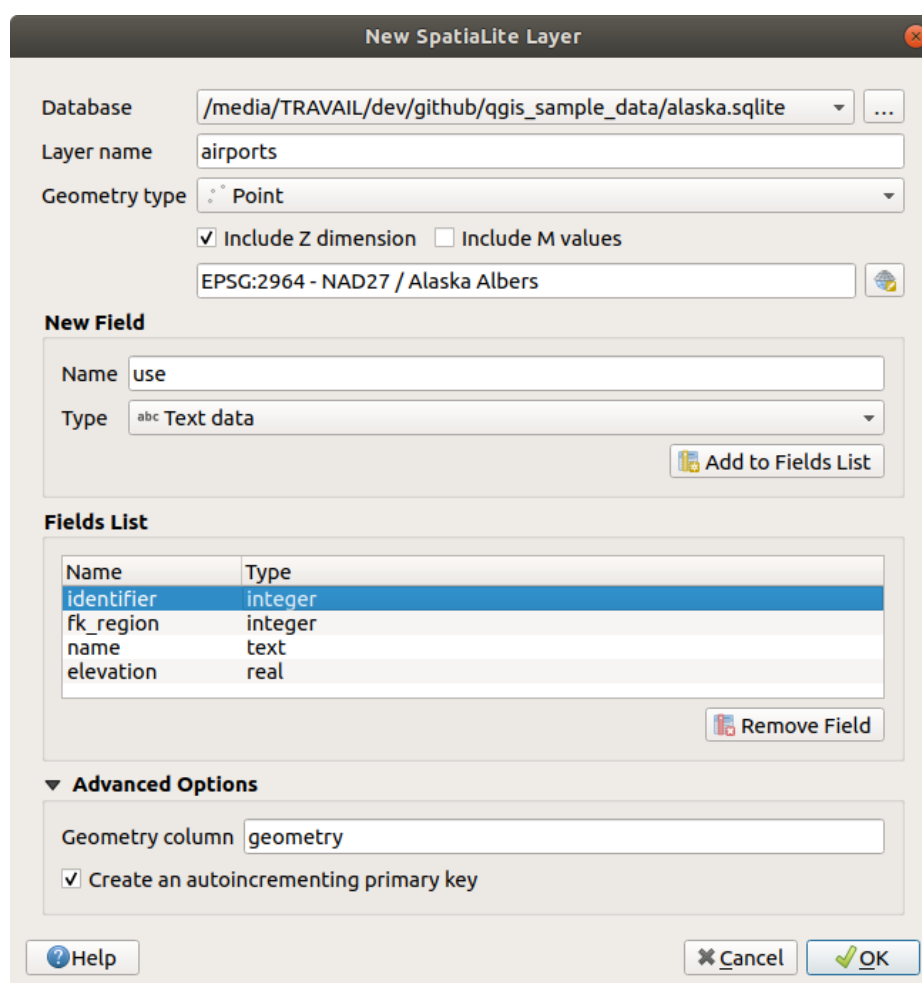 New SpatiaLite Layer
Database /media/TRAVAIL/dev/github/qgis_sample_data/alaska.sqlite ...
Layer name airports
Geometry type Point
Include Z dimension Include M values
EPSG:2964 - NAD27 / Alaska Albers
New Field
Name use
Type abc Text data
Add to Fields List
Fields List
Name Type
identifier integer
fk_region integer
name text
elevation real
Remove Field
Advanced Options
Geometry column geometry
Create an autoincrementing primary key
Help Cancel OK